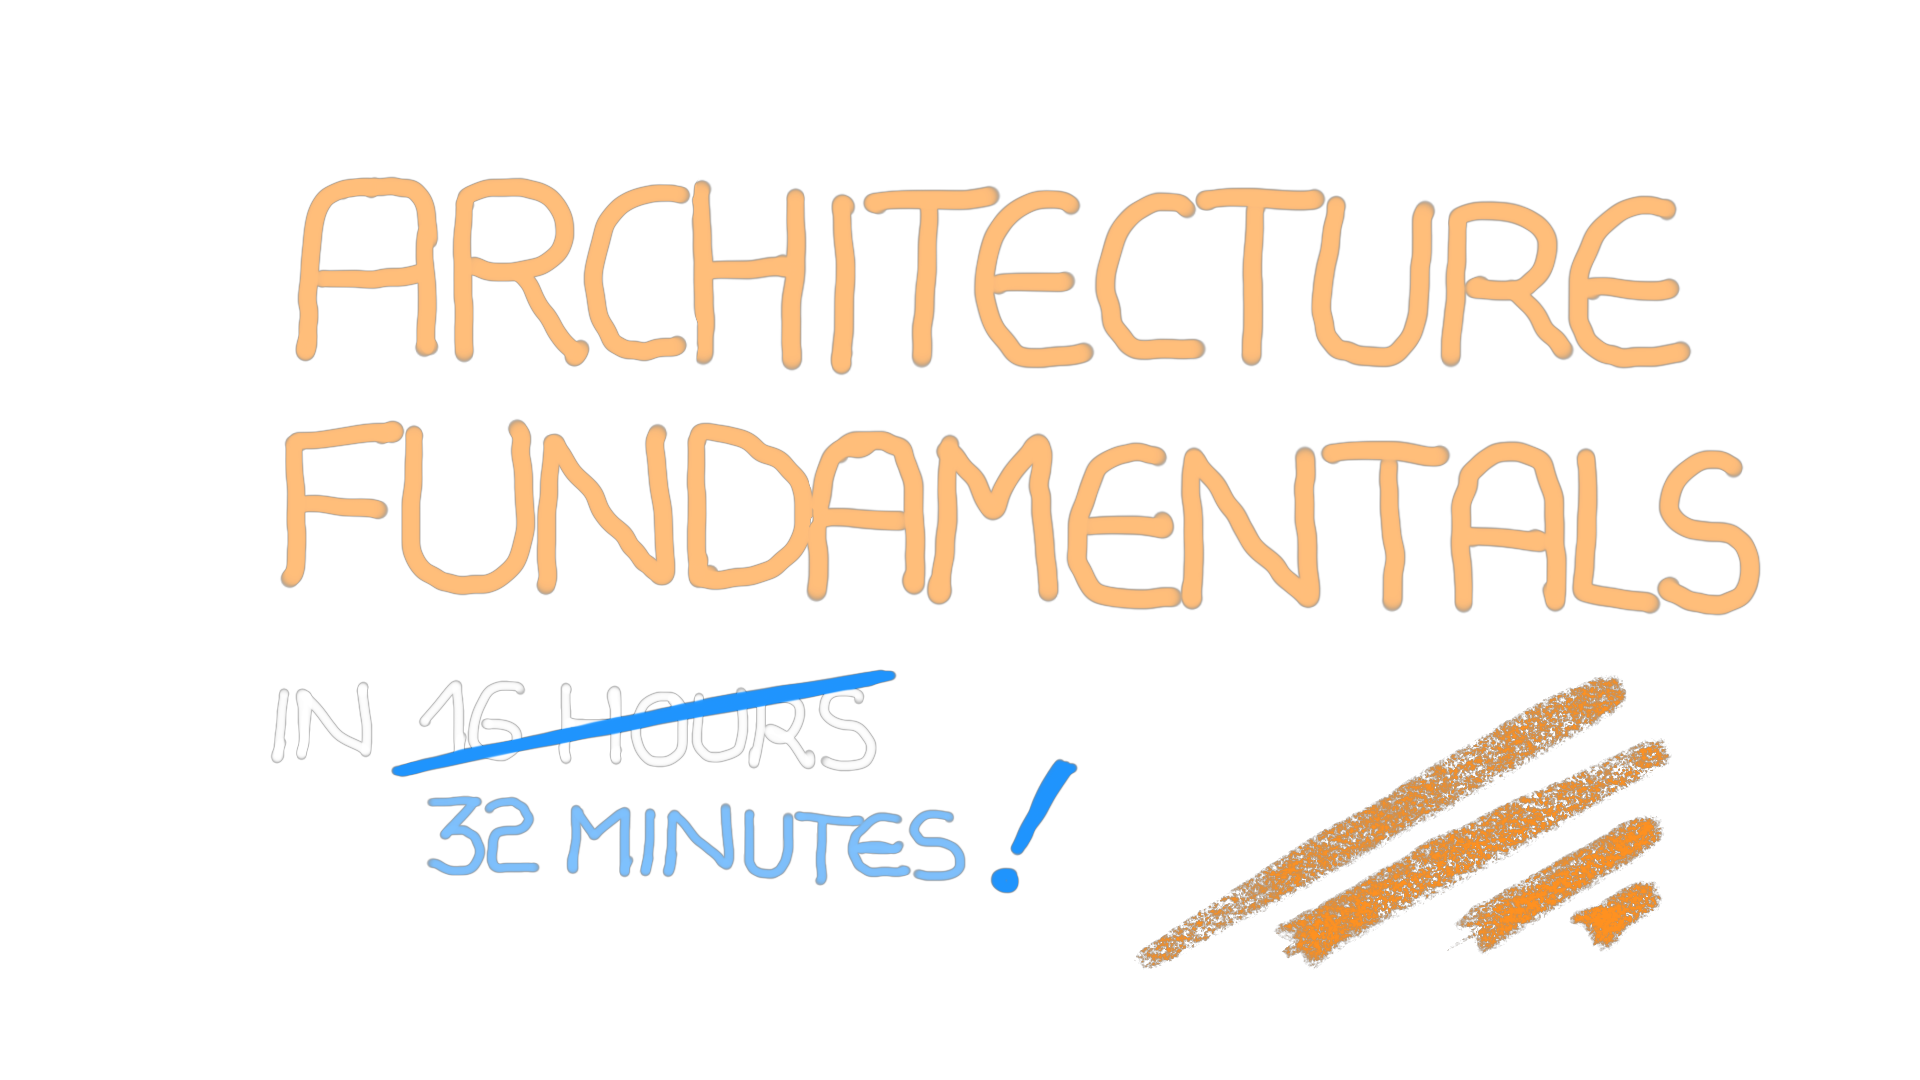 ARCHITECTURE
FUNDAMENTALS
IN 16 HOURS
32 MINUTES!